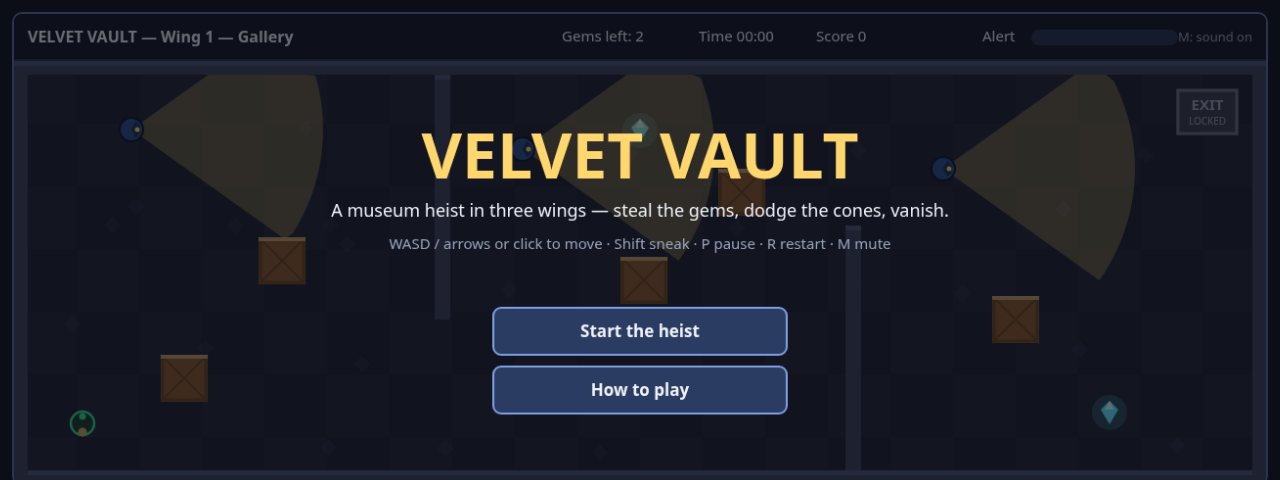 VELVET VAULT — Wing 1 — Gallery Gems left: 2 Time 00:00 Score 0 Alert M: sound on
EXIT
LOCKED
VELVET VAULT
A museum heist in three wings — steal the gems, dodge the cones, vanish.
WASD / arrows or click to move · Shift sneak · P pause · R restart · M mute
Start the heist
How to play